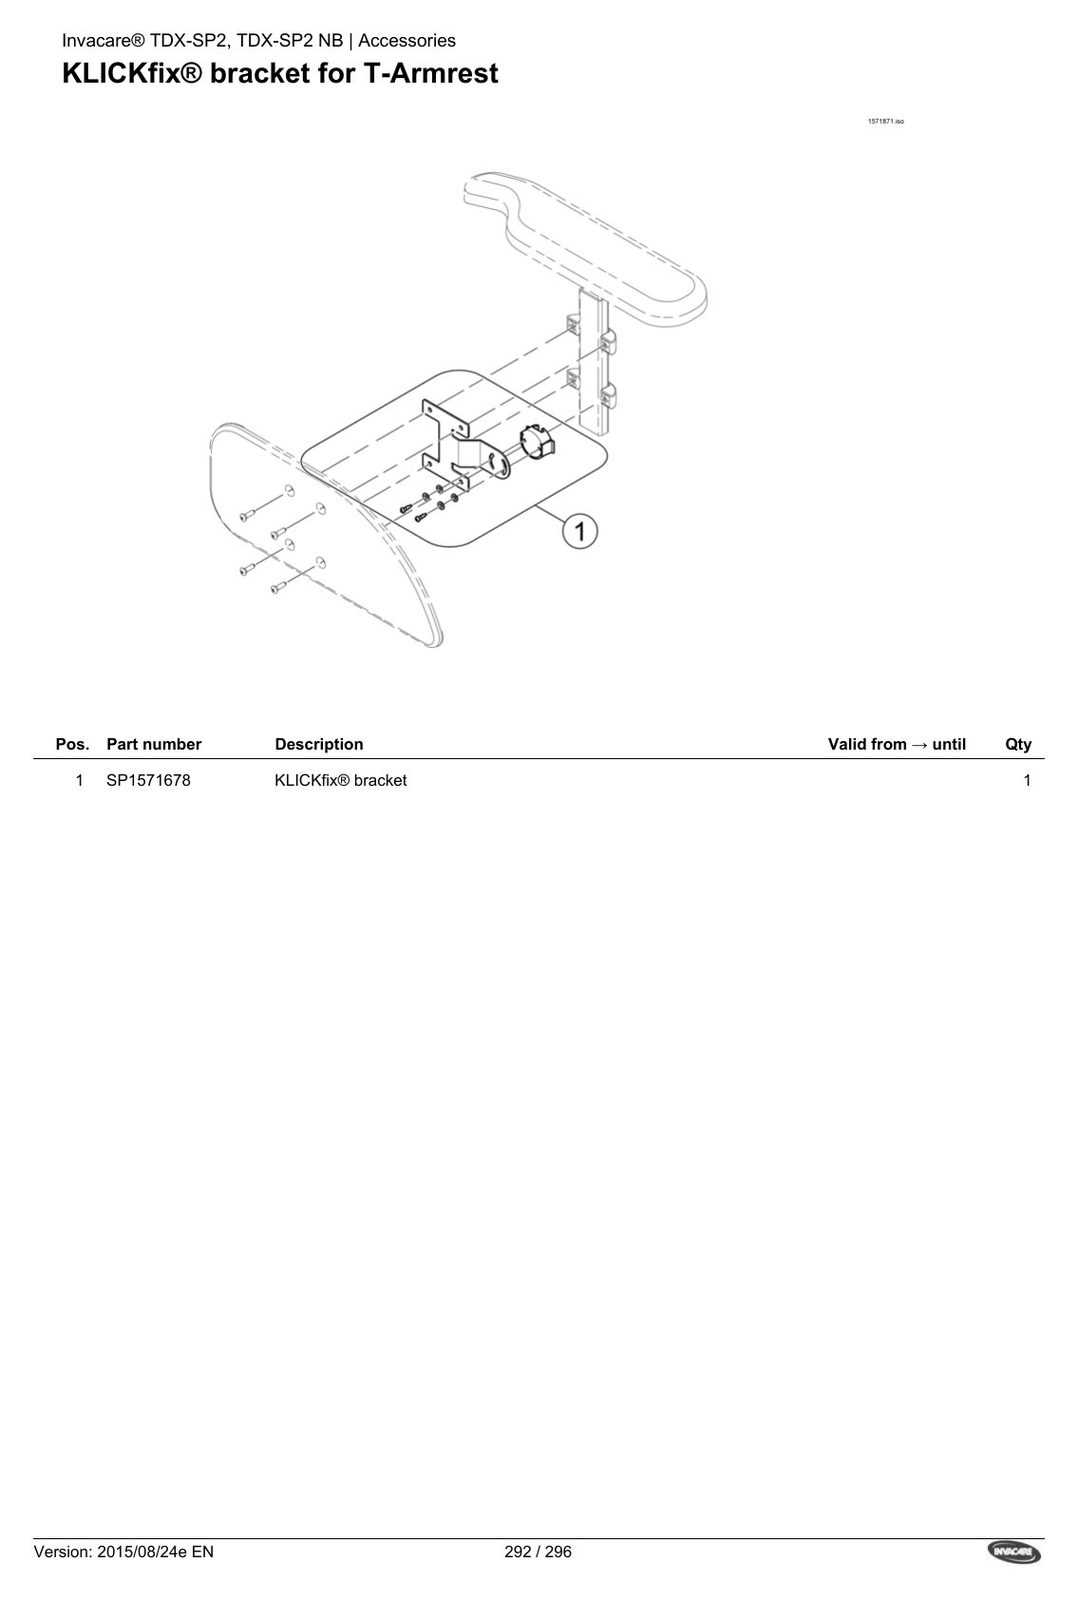 Invacare® TDX-SP2, TDX-SP2 NB | Accessories
KLICKfix® bracket for T-Armrest
1571871.iso
1
Pos. Part number Description Valid from → until Qty
1 SP1571678 KLICKfix® bracket 1
Version: 2015/08/24e EN 292 / 296 INVACARE